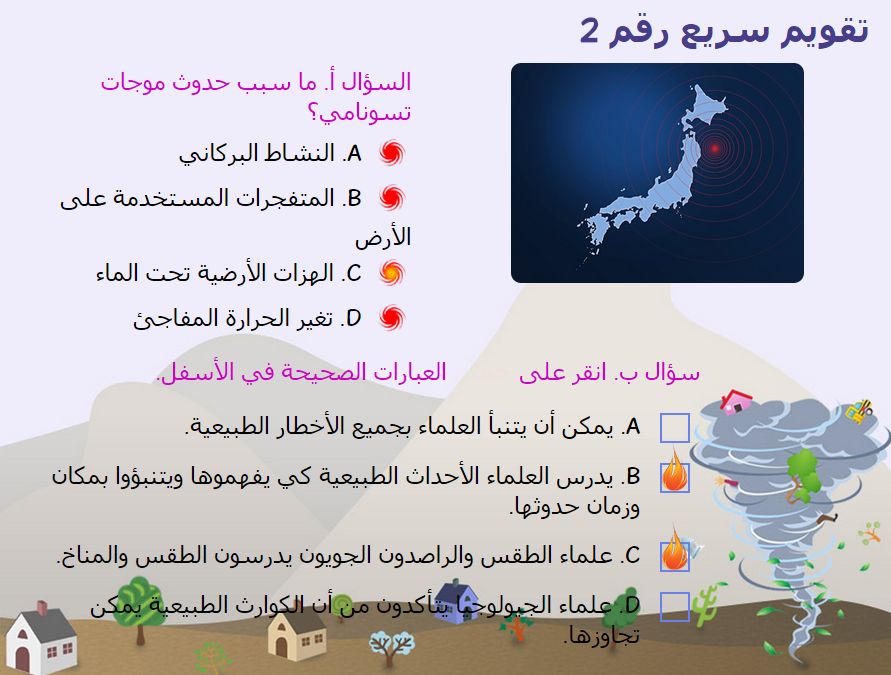 تقويم سريع رقم 2
السؤال أ. ما سبب حدوث موجات
تسونامي؟
A. النشاط البركاني
B. المتفجرات المستخدمة على
الأرض
C. الهزات الأرضية تحت الماء
D. تغير الحرارة المفاجئ
سؤال ب. انقر على العبارات الصحيحة في الأسفل.
A. يمكن أن يتنبأ العلماء بجميع الأخطار الطبيعية.
B. يدرس العلماء الأحداث الطبيعية كي يفهموها ويتنبؤوا بمكان
وزمان حدوثها.
C. علماء الطقس والراصدون الجويون يدرسون الطقس والمناخ.
D. علماء الجيولوجيا يتأكدون من أن الكوارث الطبيعية يمكن
تجاوزها.